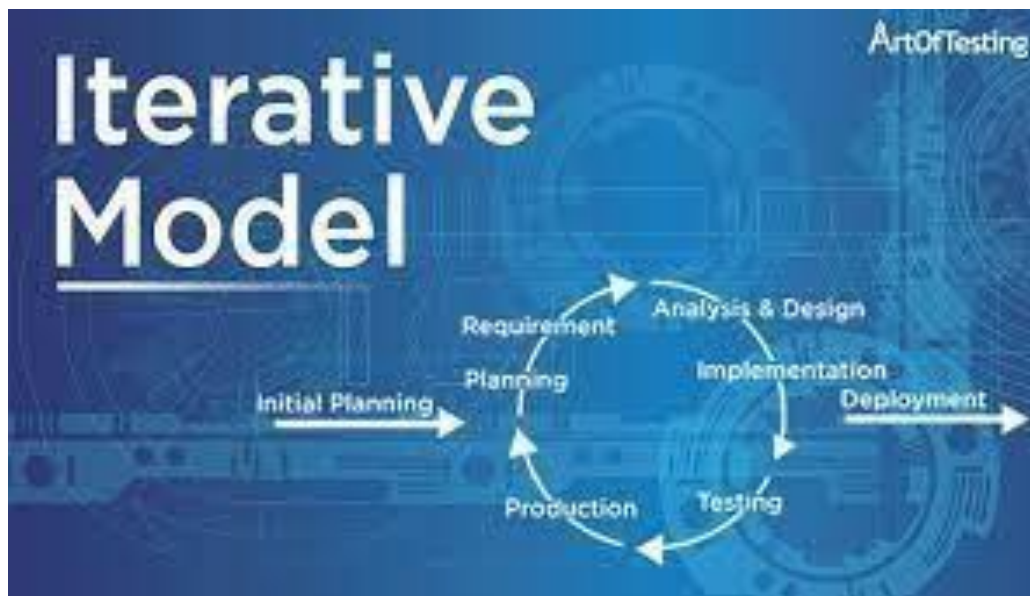 ArtOfTesting
Iterative
Model
Requirement
Analysis & Design
Planning
Implementation
Initial Planning
Deployment
Production
Testing